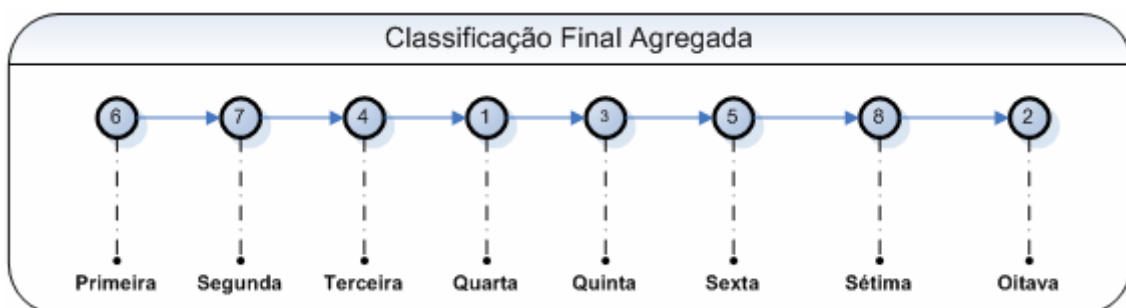 Classificação Final Agregada
6 7 4 1 3 5 8 2
Primeira Segunda Terceira Quarta Quinta Sexta Sétima Oitava